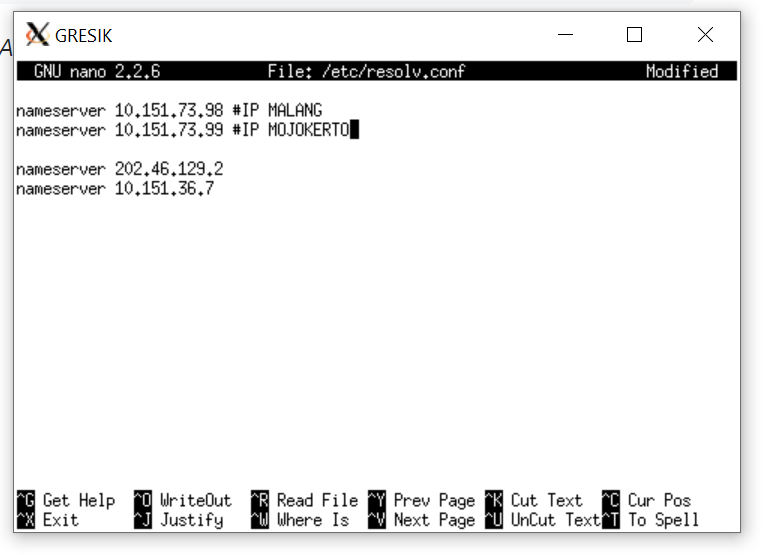 A
GRESIK
GNU nano 2.2.6 File: /etc/resolv.conf Modified
nameserver 10.151.73.98 #IP MALANG
nameserver 10.151.73.99 #IP MOJOKERTO
nameserver 202.46.129.2
nameserver 10.151.36.7
^G Get Help ^O WriteOut ^R Read File ^Y Prev Page ^K Cut Text ^C Cur Pos
^X Exit ^J Justify ^W Where Is ^V Next Page ^U UnCut Text ^T To Spell